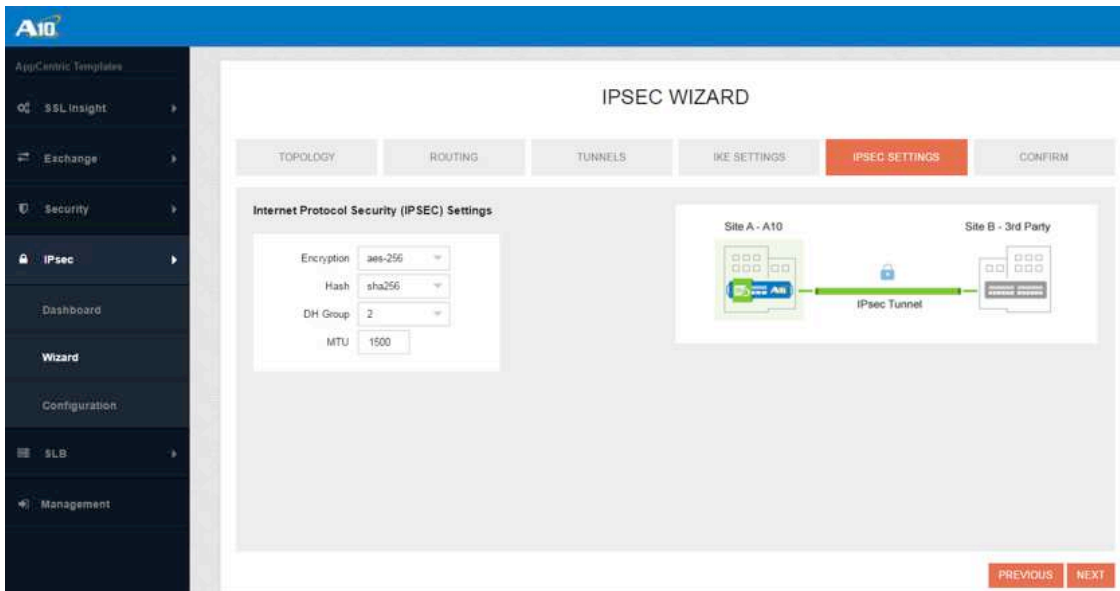 A10
AppCentric Templates
SSL Insight
Exchange
Security
IPsec
Dashboard
Wizard
Configuration
SLB
Management
IPSEC WIZARD
TOPOLOGY
ROUTING
TUNNELS
IKE SETTINGS
IPSEC SETTINGS
CONFIRM
Internet Protocol Security (IPSEC) Settings
Encryption aes-256
Hash sha256
DH Group 2
MTU 1500
Site A - A10
Site B - 3rd Party
A10
IPsec Tunnel
PREVIOUS
NEXT